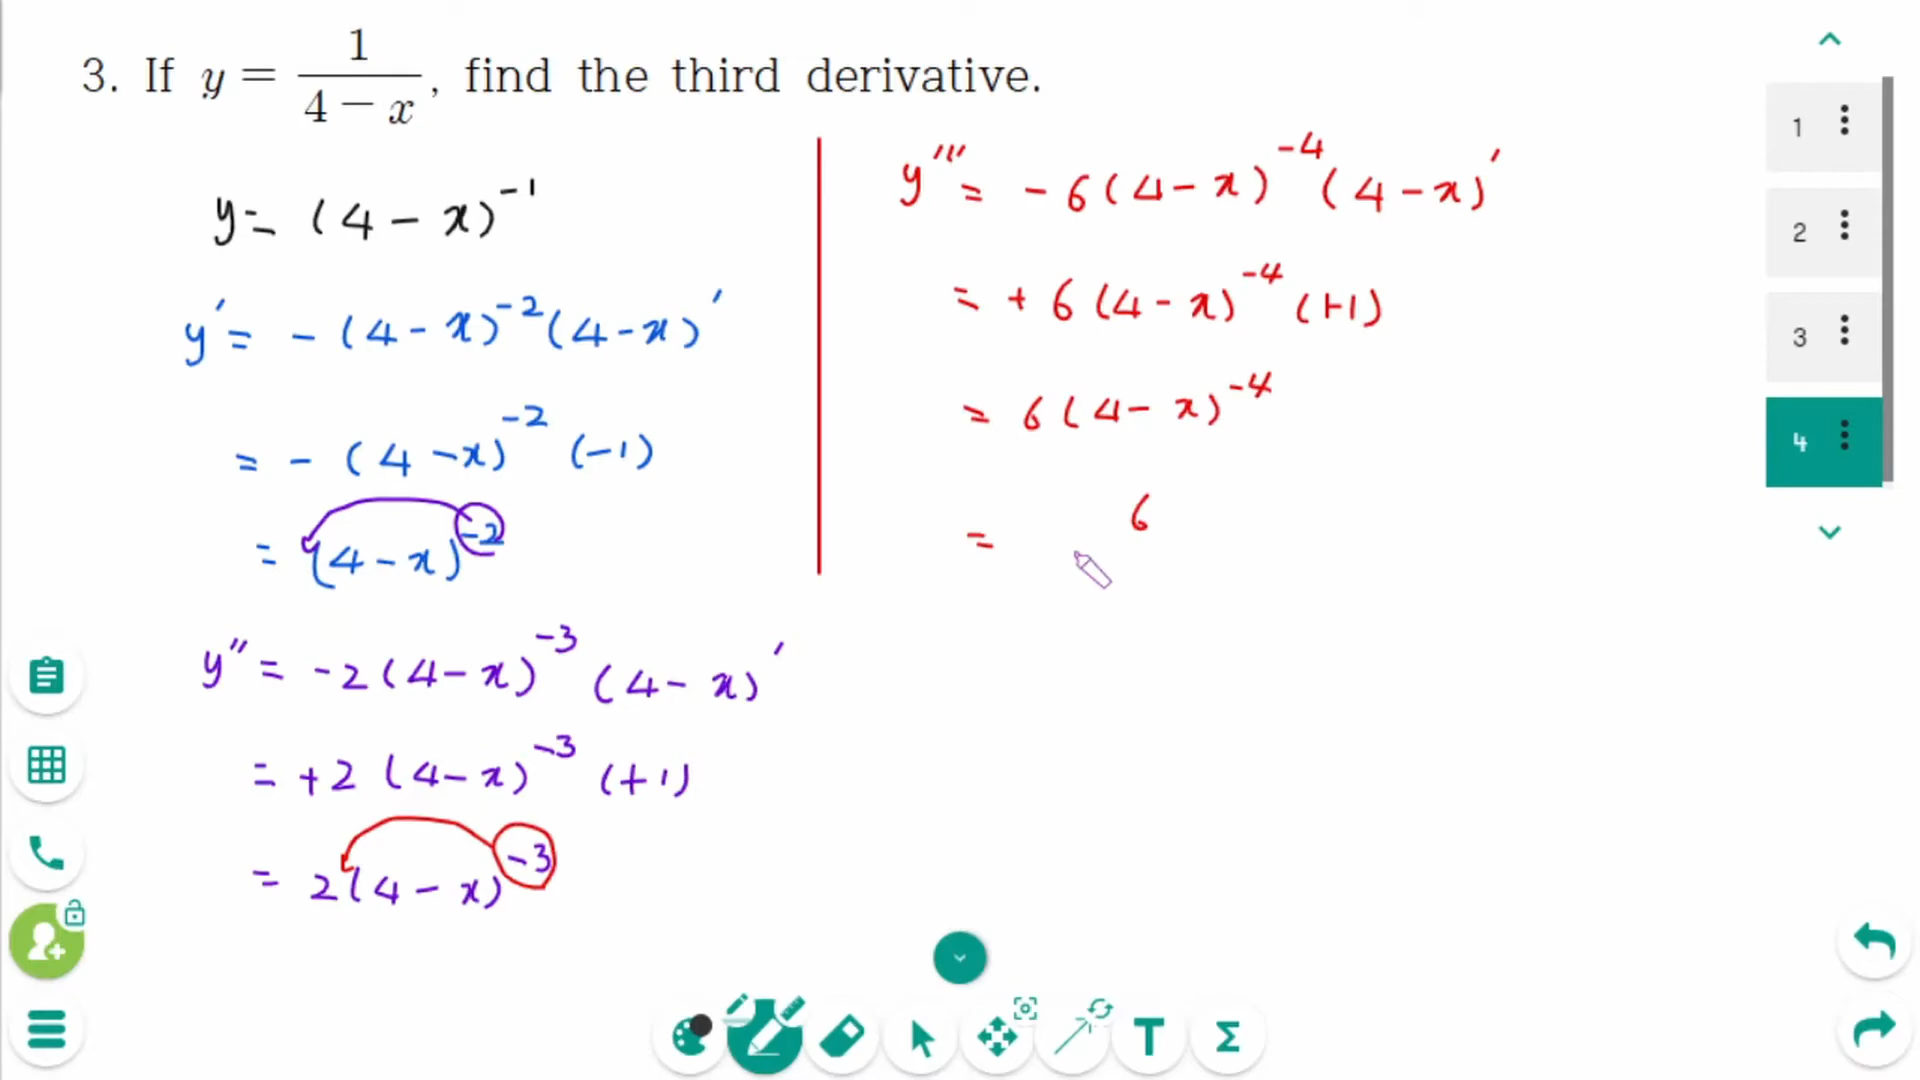 3. If y = 1/(4 − x), find the third derivative.
y = (4 − x)^-1
y' = − (4 − x)^-2 (4 − x)'
= − (4 − x)^-2 (−1)
= (4 − x)^-2
y'' = −2 (4 − x)^-3 (4 − x)'
= +2 (4 − x)^-3 (+1)
= 2(4 − x)^-3
y''' = − 6 (4 − x)^-4 (4 − x)'
= + 6 (4 − x)^-4 (+1)
= 6 (4 − x)^-4
= 6
1
2
3
4
T
Σ